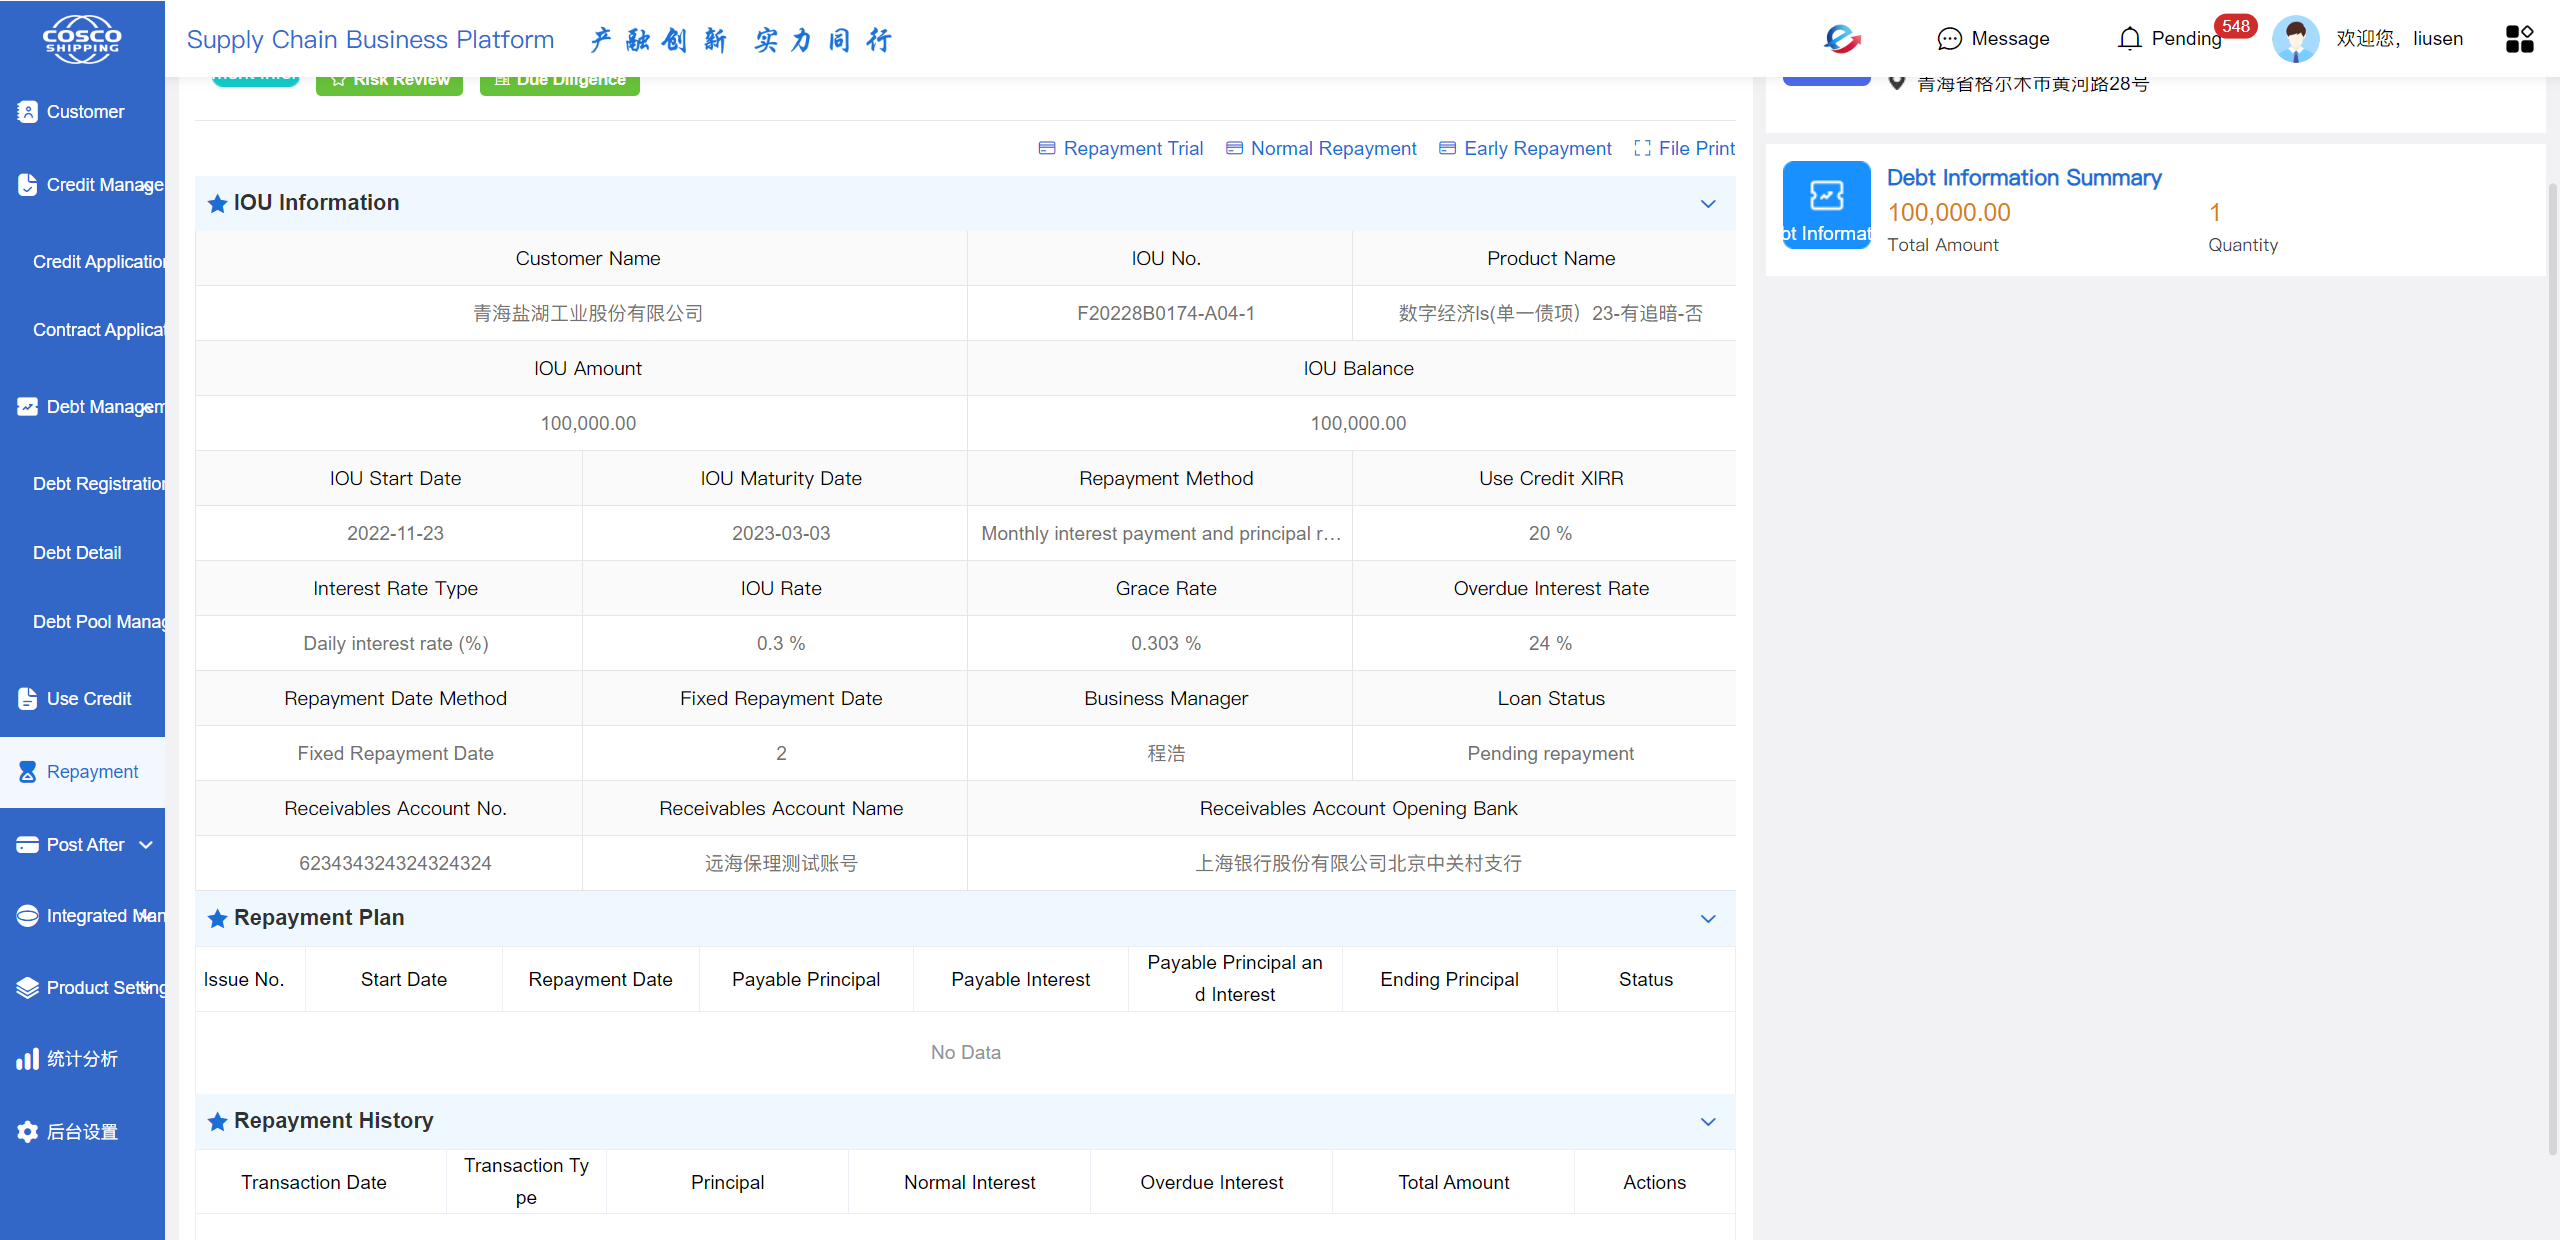 COSCO
SHIPPING
Supply Chain Business Platform
产融创新 实力同行
Message
Pending
548
欢迎您，liusen
Customer
Credit Manage
Credit Application
Contract Applicat
Debt Managem
Debt Registration
Debt Detail
Debt Pool Manag
Use Credit
Repayment
Post After
Integrated Man
Product Setting
统计分析
后台设置
Risk Review
Due Diligence
青海省格尔木市黄河路28号
Repayment Trial
Normal Repayment
Early Repayment
File Print
Debt Information Summary
100,000.00
1
Total Amount
Quantity
bt Informat
IOU Information
Customer Name
IOU No.
Product Name
青海盐湖工业股份有限公司
F20228B0174-A04-1
数字经济ls(单一债项）23-有追暗-否
IOU Amount
IOU Balance
100,000.00
100,000.00
IOU Start Date
IOU Maturity Date
Repayment Method
Use Credit XIRR
2022-11-23
2023-03-03
Monthly interest payment and principal r…
20 %
Interest Rate Type
IOU Rate
Grace Rate
Overdue Interest Rate
Daily interest rate (%)
0.3 %
0.303 %
24 %
Repayment Date Method
Fixed Repayment Date
Business Manager
Loan Status
Fixed Repayment Date
2
程浩
Pending repayment
Receivables Account No.
Receivables Account Name
Receivables Account Opening Bank
623434324324324324
远海保理测试账号
上海银行股份有限公司北京中关村支行
Repayment Plan
Issue No.
Start Date
Repayment Date
Payable Principal
Payable Interest
Payable Principal an
d Interest
Ending Principal
Status
No Data
Repayment History
Transaction Date
Transaction Ty
pe
Principal
Normal Interest
Overdue Interest
Total Amount
Actions